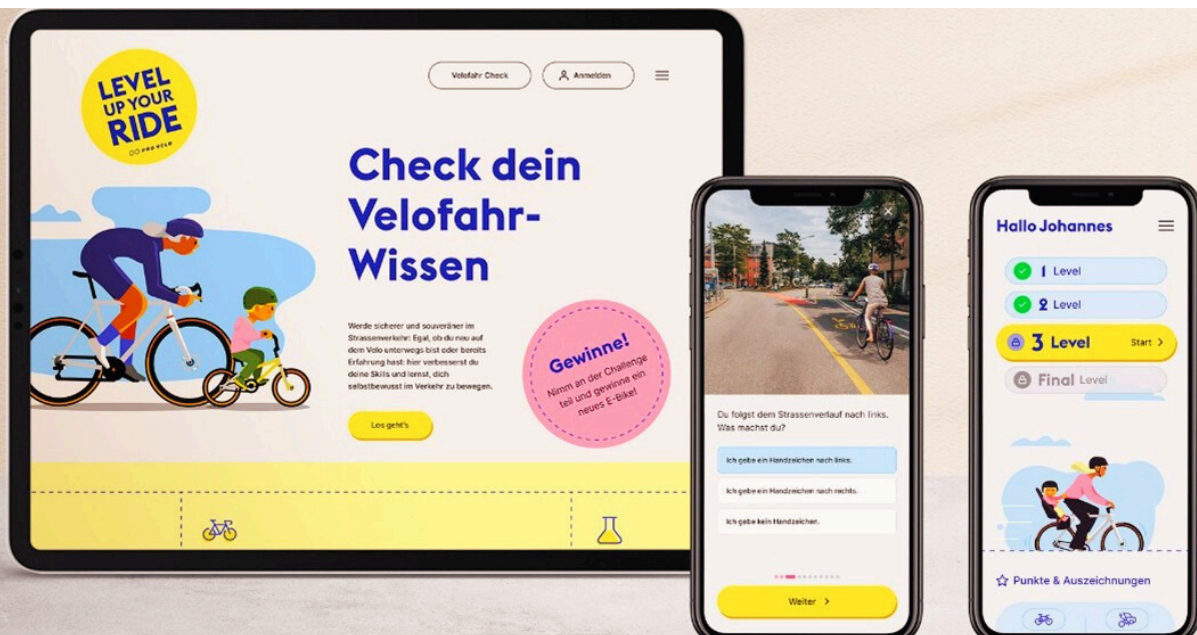 LEVEL
UP YOUR
RIDE
PRO VELO
Velofahr Check
Anmelden
Check dein
Velofahr-
Wissen
Werde sicherer und souveräner im
Strassenverkehr: Egal, ob du neu auf
dem Velo unterwegs bist oder bereits
Erfahrung hast: hier verbesserst du
deine Skills und lernst, dich
selbstbewusst im Verkehr zu bewegen.
Los geht's
Gewinne!
Nimm an der Challenge
teil und gewinne ein
neues E-Bike!
Du folgst dem Strassenverlauf nach links.
Was machst du?
Ich gebe ein Handzeichen nach links.
Ich gebe ein Handzeichen nach rechts.
Ich gebe kein Handzeichen.
Weiter >
Hallo Johannes
1 Level
2 Level
3 Level Start >
Final Level
Punkte & Auszeichnungen